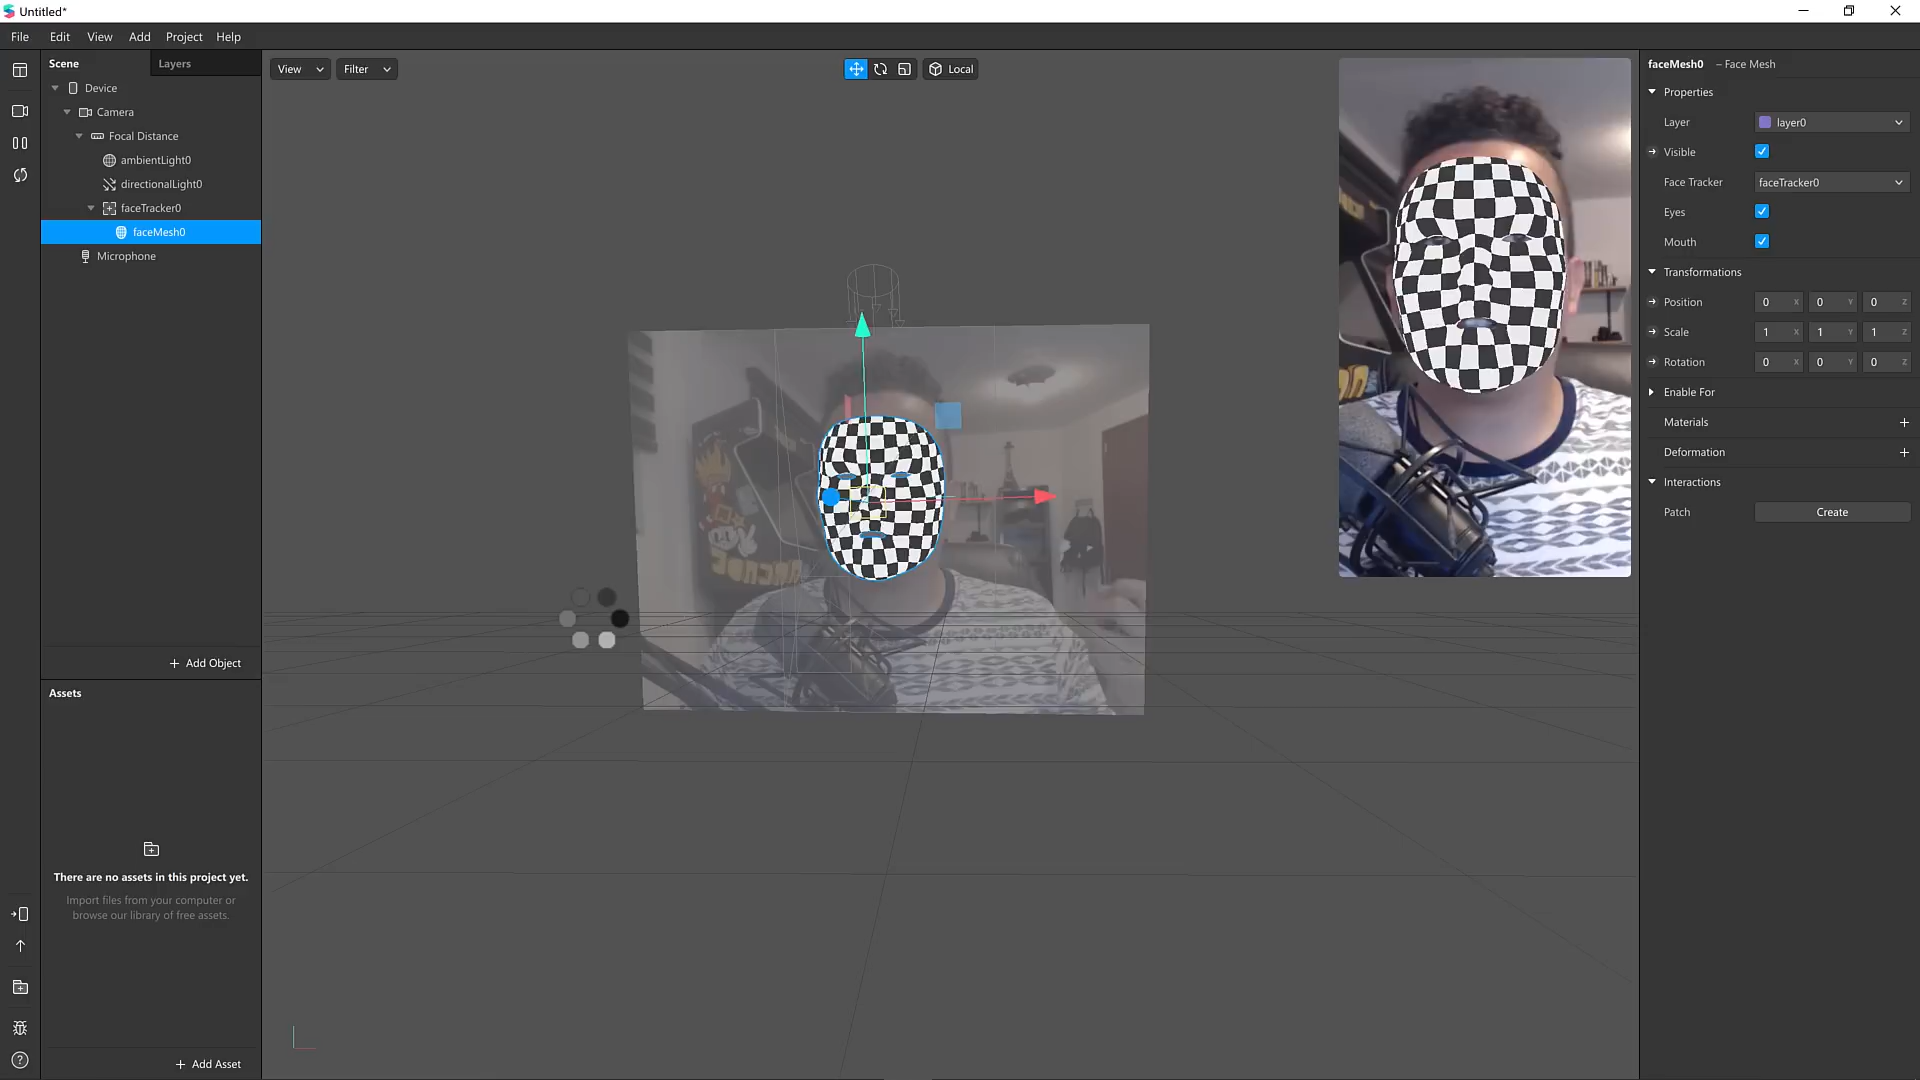 Untitled*
File Edit View Add Project Help
Scene Layers
Device
Camera
Focal Distance
ambientLight0
directionalLight0
faceTracker0
faceMesh0
Microphone
+ Add Object
Assets
There are no assets in this project yet.
Import files from your computer or
browse our library of free assets.
+ Add Asset
View Filter Local
faceMesh0 – Face Mesh
Properties
Layer layer0
Visible
Face Tracker faceTracker0
Eyes
Mouth
Transformations
Position 0 X 0 Y 0 Z
Scale 1 X 1 Y 1 Z
Rotation 0 X 0 Y 0 Z
Enable For
Materials +
Deformation +
Interactions
Patch Create